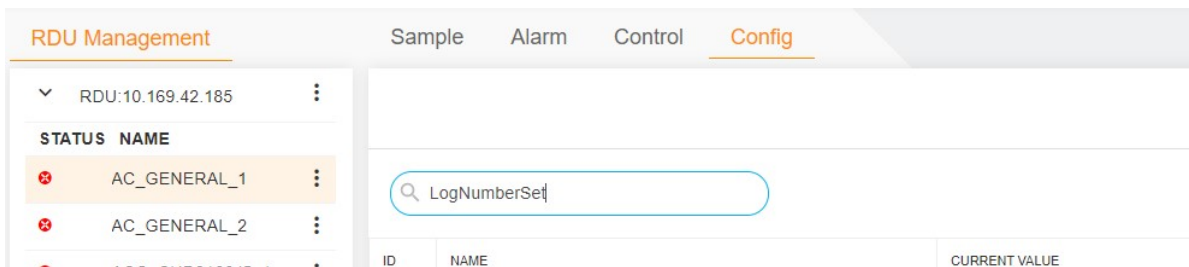 RDU Management
Sample Alarm Control Config
RDU:10.169.42.185
STATUS NAME
AC_GENERAL_1
LogNumberSet
AC_GENERAL_2
ID NAME CURRENT VALUE